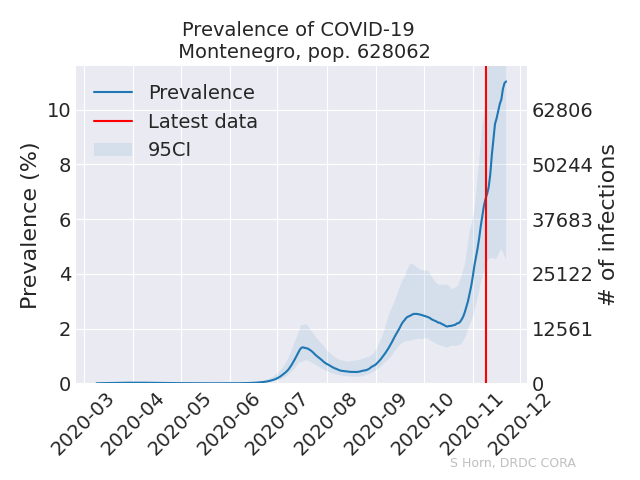 Prevalence of COVID-19
Montenegro, pop. 628062
Prevalence
Latest data
95CI
Prevalence (%)
10
8
6
4
2
0
62806
50244
37683
25122
12561
0
# of infections
2020-03
2020-04
2020-05
2020-06
2020-07
2020-08
2020-09
2020-10
2020-11
2020-12
S Horn, DRDC CORA